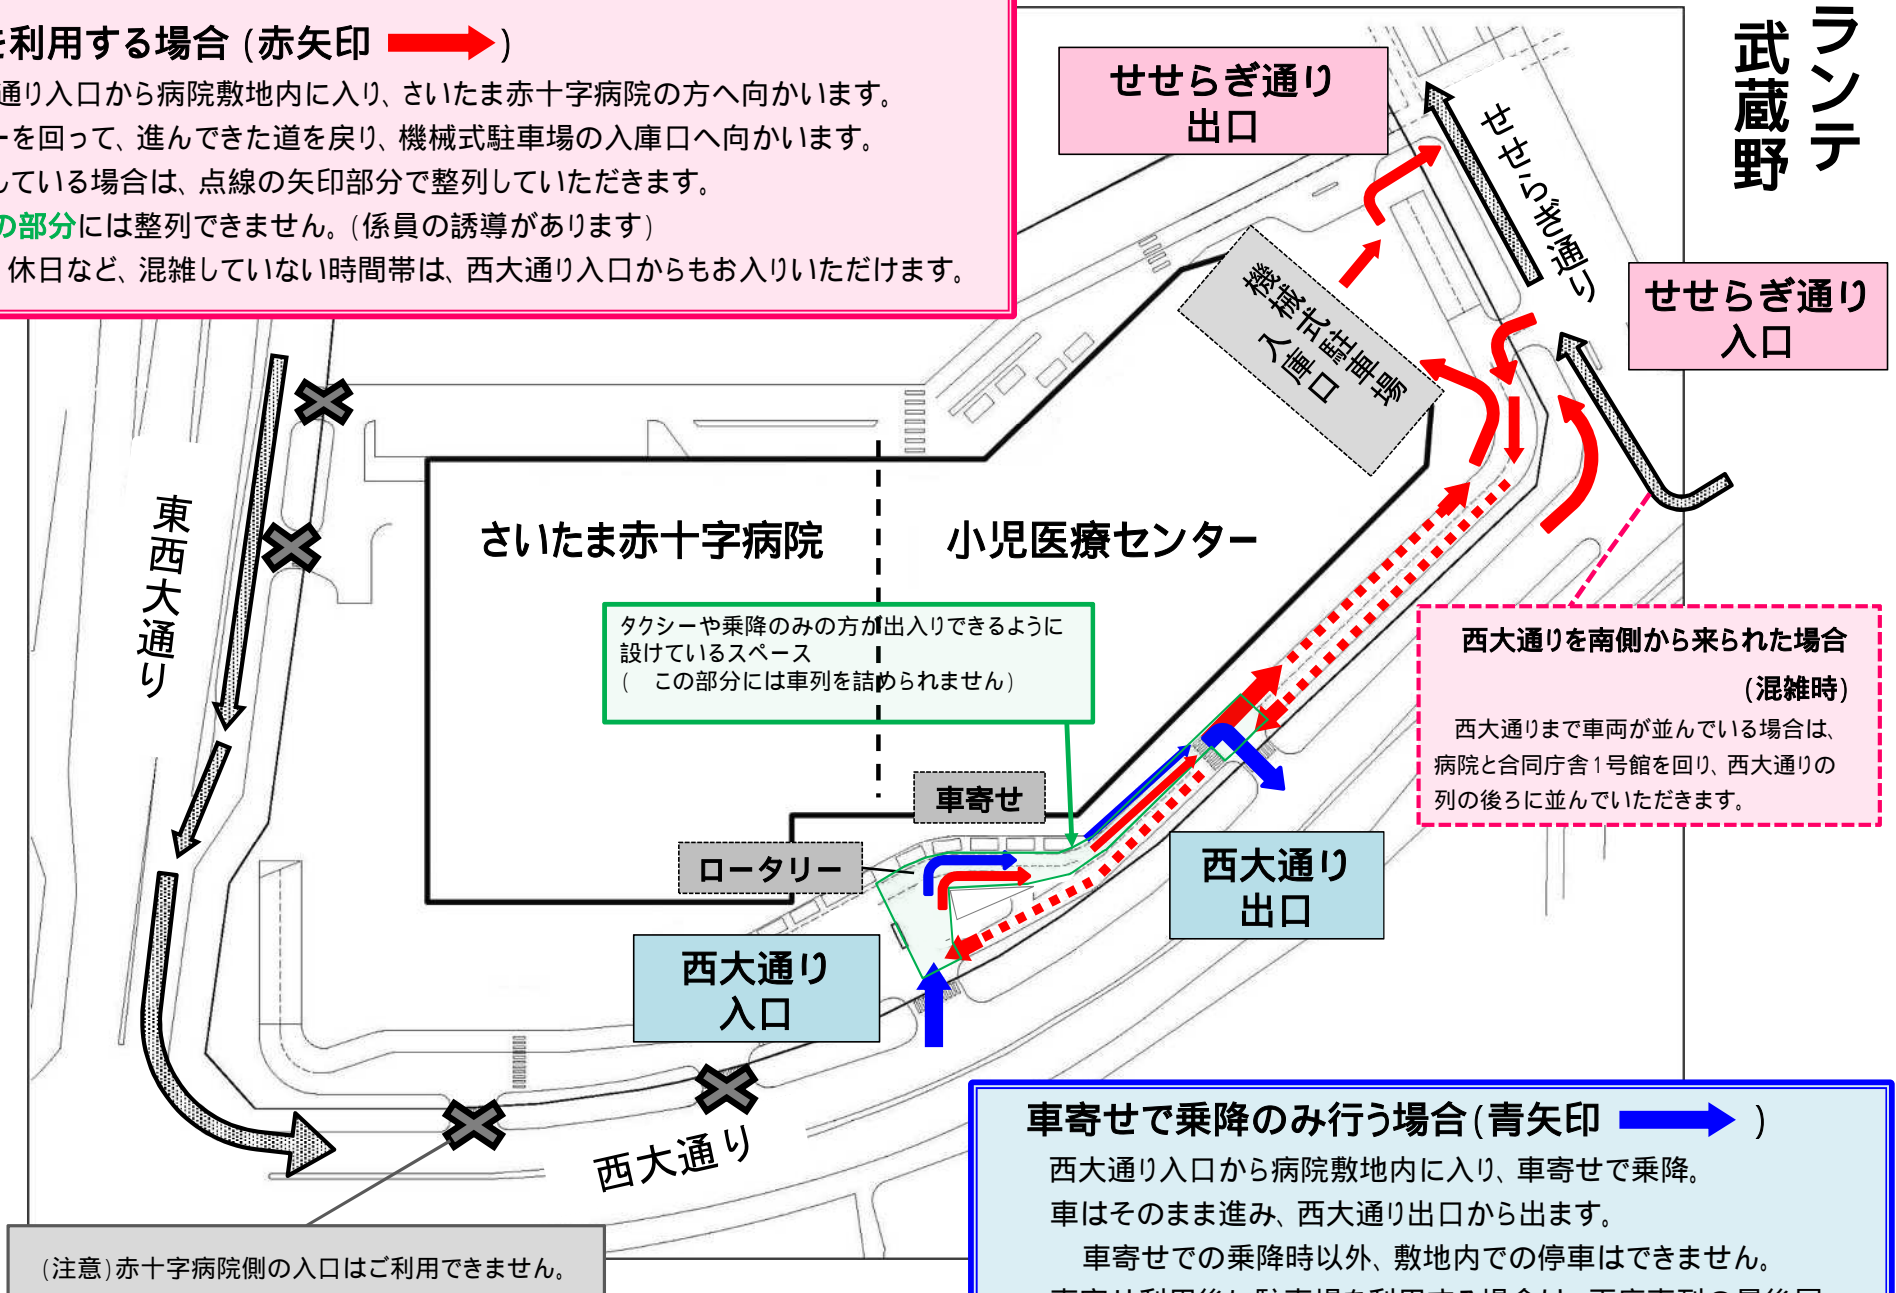 を利用する場合 (赤矢印 )
通り入口から病院敷地内に入り、さいたま赤十字病院の方へ向かいます。
ーを回って、進んできた道を戻り、機械式駐車場の入庫口へ向かいます。
している場合は、点線の矢印部分で整列していただきます。
の部分には整列できません。(係員の誘導があります)
休日など、混雑していない時間帯は、西大通り入口からもお入りいただけます。
せせらぎ通り
出口
ランテ
武蔵野
せせらぎ通り
せせらぎ通り
入口
機械式駐車場
入庫口
東西大通り
さいたま赤十字病院
小児医療センター
タクシーや乗降のみの方が出入りできるように
設けているスペース
( この部分には車列を詰められません)
西大通りを南側から来られた場合
(混雑時)
西大通りまで車両が並んでいる場合は、
病院と合同庁舎1号館を回り、西大通りの
列の後ろに並んでいただきます。
車寄せ
ロータリー
西大通り
出口
西大通り
入口
西大通り
車寄せで乗降のみ行う場合(青矢印 )
西大通り入口から病院敷地内に入り、車寄せで乗降。
車はそのまま進み、西大通り出口から出ます。
車寄せでの乗降時以外、敷地内での停車はできません。
(注意)赤十字病院側の入口はご利用できません。